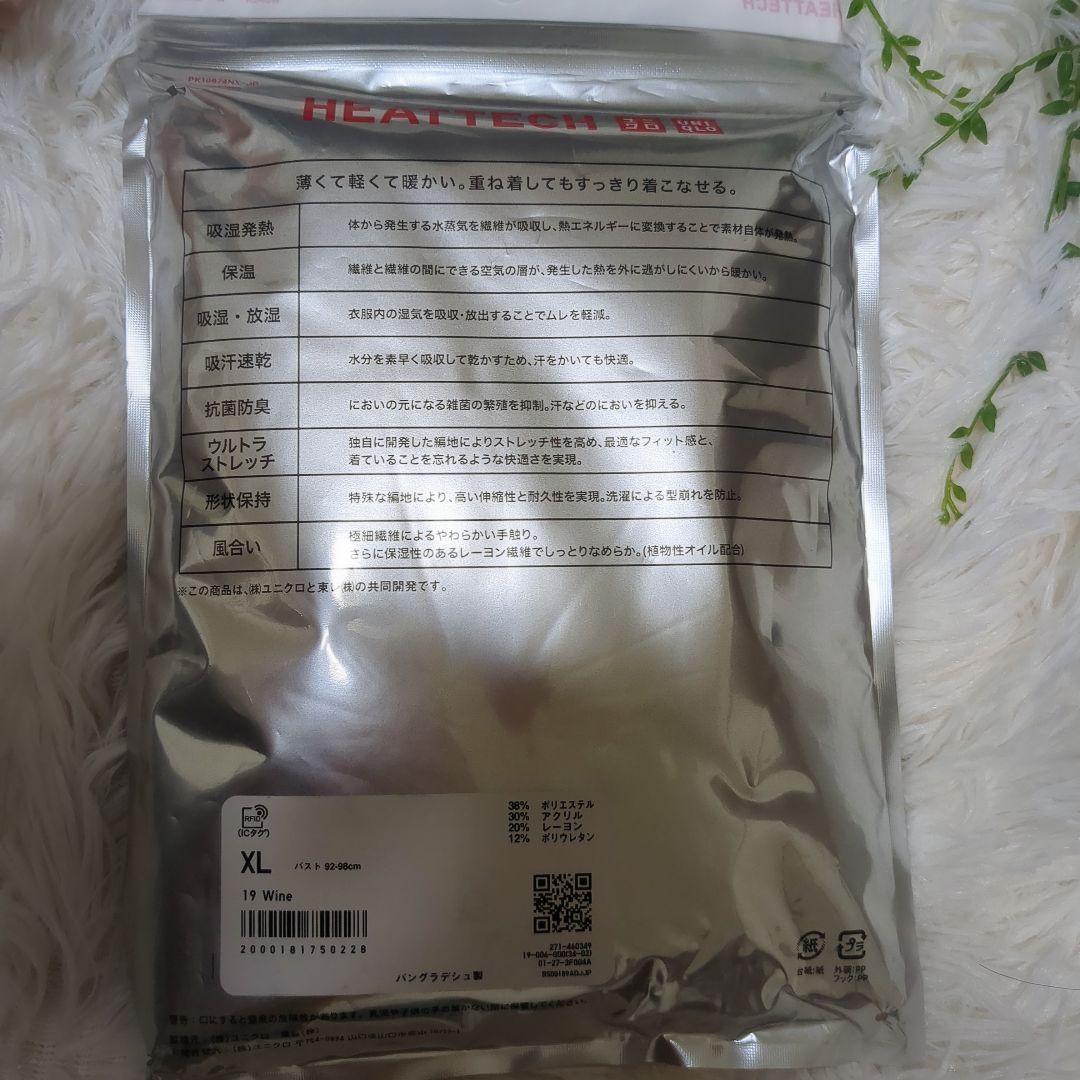 HEATTECH
HEATTECH ユニクロ UNIQLO
薄くて軽くて暖かい。重ね着してもすっきり着こなせる。
吸湿発熱 体から発生する水蒸気を繊維が吸収し、熱エネルギーに変換することで素材自体が発熱。
保温 繊維と繊維の間にできる空気の層が、発生した熱を外に逃がしにくいから暖かい。
吸湿・放湿 衣服内の湿気を吸収・放出することでムレを軽減。
吸汗速乾 水分を素早く吸収して乾かすため、汗をかいても快適。
抗菌防臭 においの元になる雑菌の繁殖を抑制。汗などのにおいを抑える。
ウルトラ
ストレッチ
独自に開発した編地によりストレッチ性を高め、最適なフィット感と、
着ていることを忘れるような快適さを実現。
形状保持 特殊な編地により、高い伸縮性と耐久性を実現。洗濯による型崩れを防止。
風合い
極細繊維によるやわらかい手触り。
さらに保湿性のあるレーヨン繊維でしっとりなめらか。(植物性オイル配合)
※この商品は、㈱ユニクロと東レ㈱の共同開発です。
RFID
(ICタグ)
38% ポリエステル
30% アクリル
20% レーヨン
12% ポリウレタン
XL バスト 92-98cm
19 Wine
2000181750228
271-460349
19-006-000(34-02)
01-27-3F004A
バングラデシュ製
紙 プラ
台紙:紙 外装:PP
フック:PP